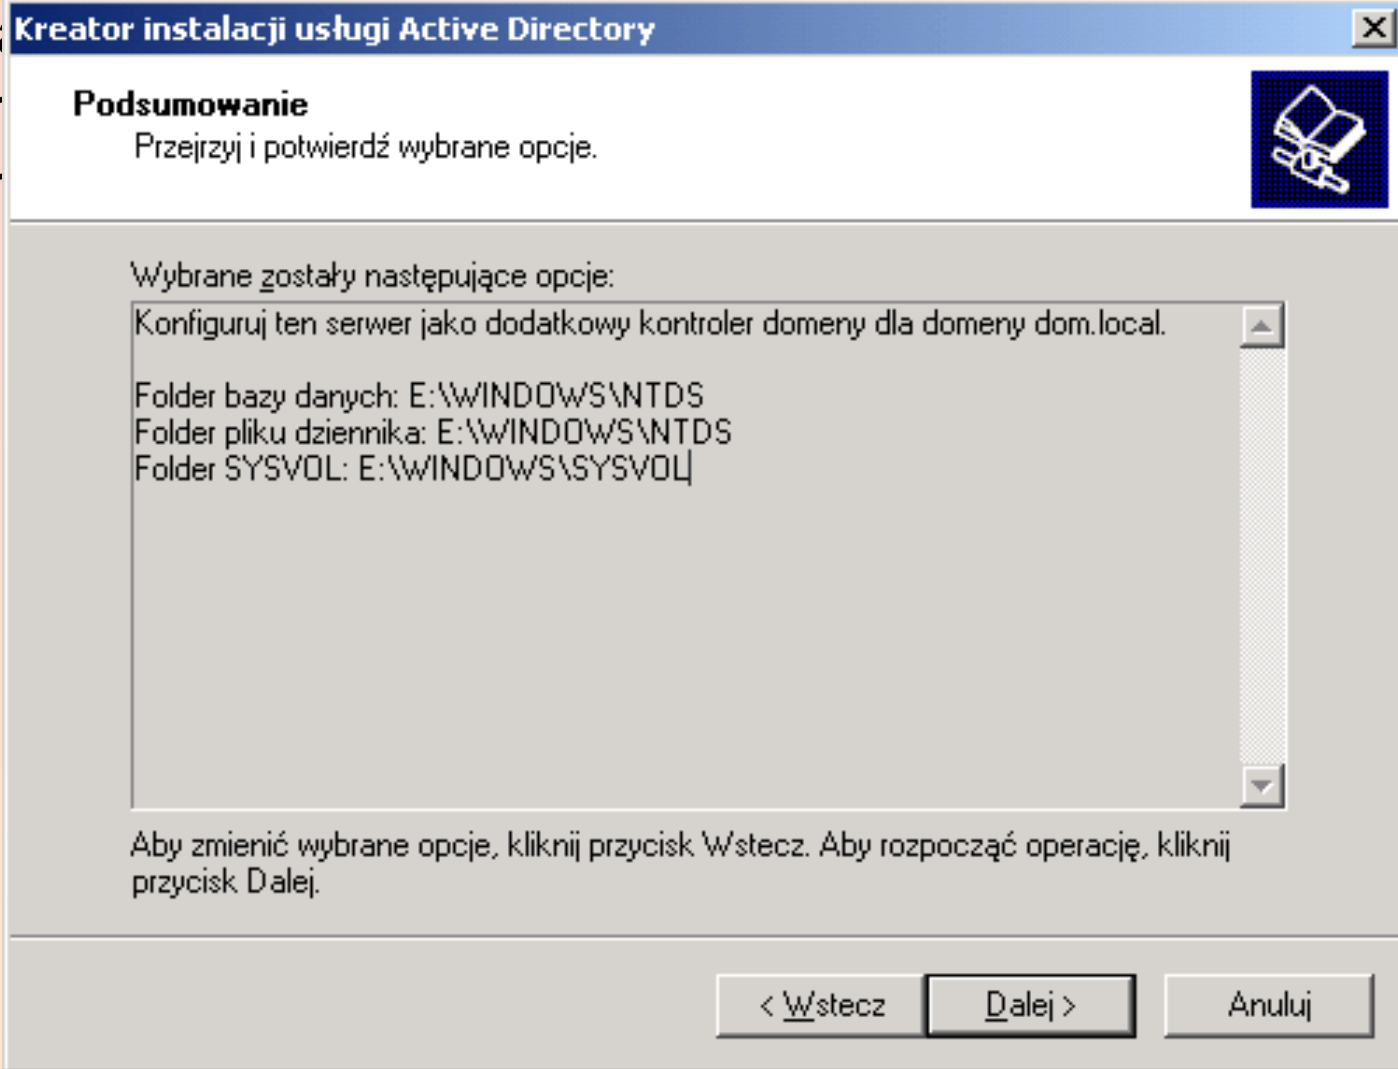 Kreator instalacji usługi Active Directory
Podsumowanie
Przejrzyj i potwierdź wybrane opcje.
Wybrane zostały następujące opcje:
Konfiguruj ten serwer jako dodatkowy kontroler domeny dla domeny dom.local.
Folder bazy danych: E:\WINDOWS\NTDS
Folder pliku dziennika: E:\WINDOWS\NTDS
Folder SYSVOL: E:\WINDOWS\SYSVOL
Aby zmienić wybrane opcje, kliknij przycisk Wstecz. Aby rozpocząć operację, kliknij
przycisk Dalej.
< Wstecz Dalej > Anuluj